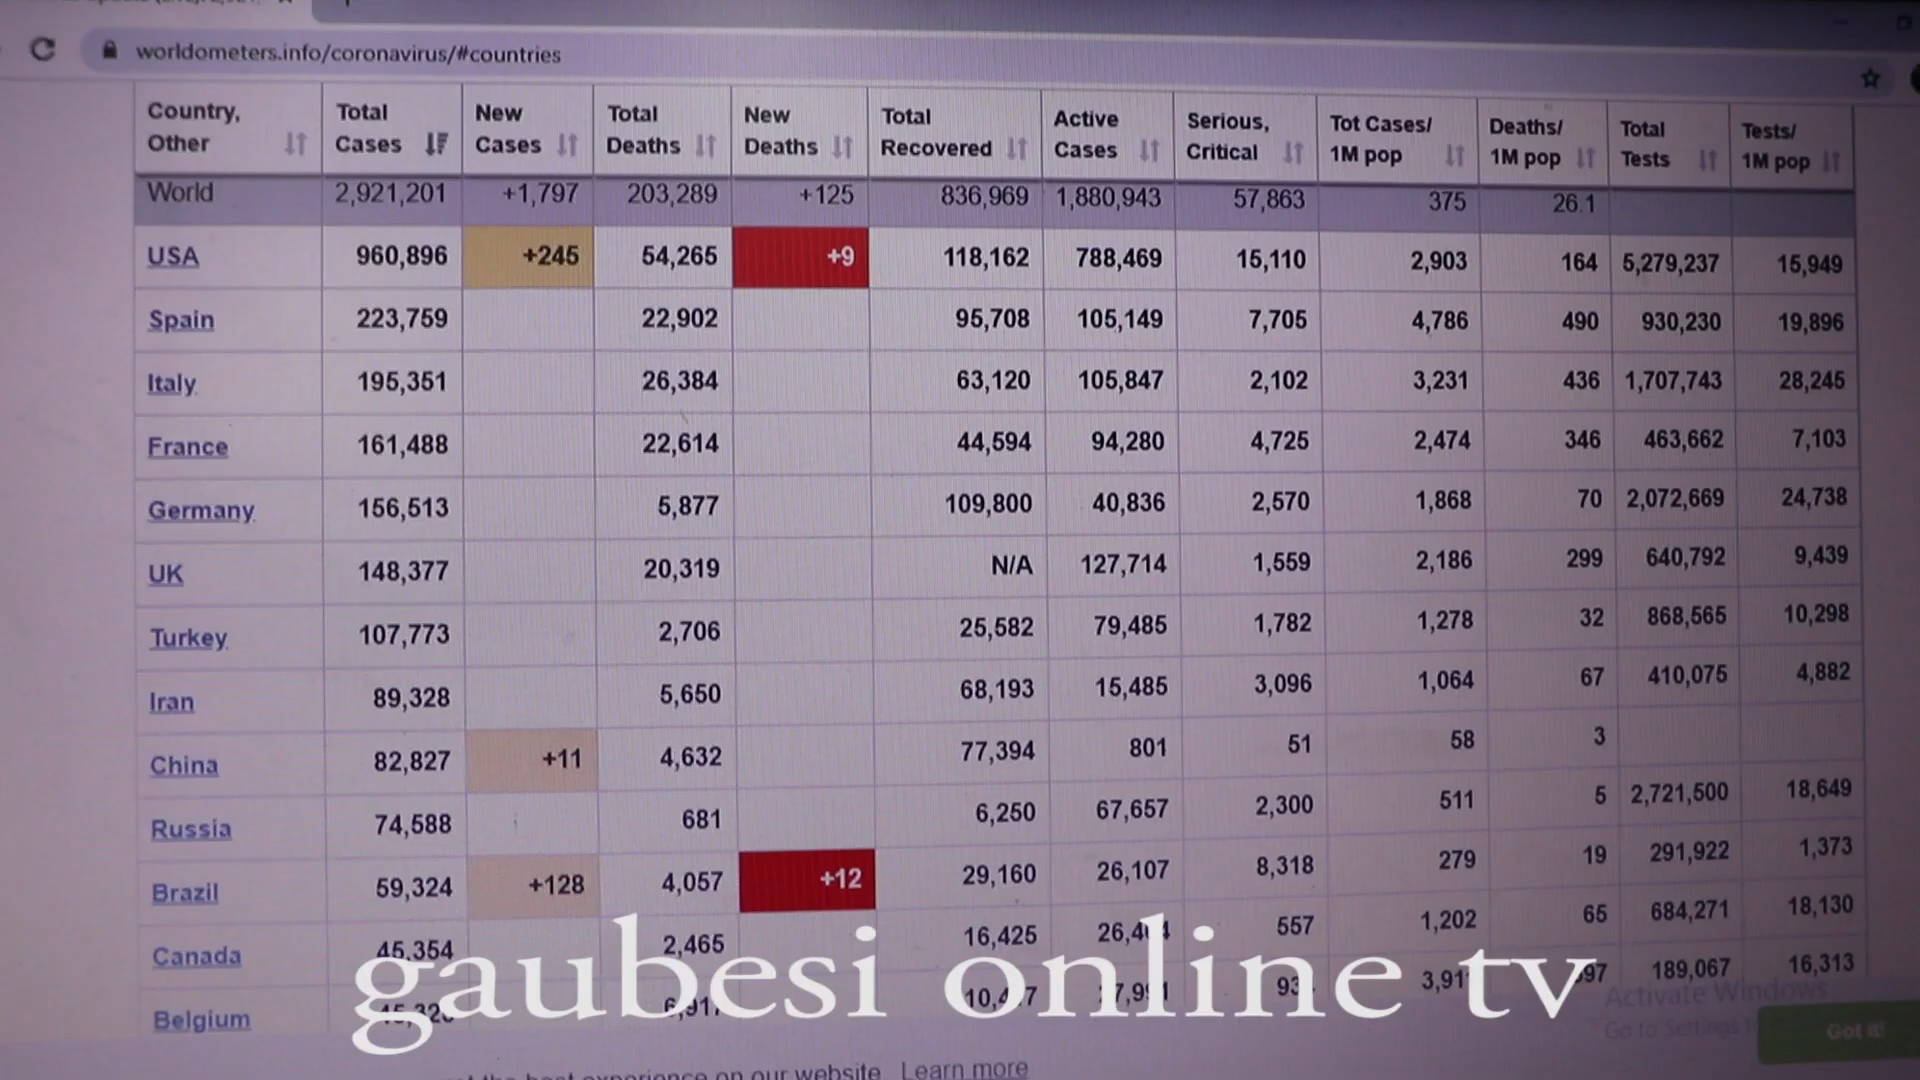 worldometers.info/coronavirus/#countries
Country, Other Total Cases New Cases Total Deaths New Deaths Total Recovered Active Cases Serious, Critical Tot Cases/ 1M pop Deaths/ 1M pop Total Tests Tests/ 1M pop
World 2,921,201 +1,797 203,289 +125 836,969 1,880,943 57,863 375 26.1
USA 960,896 +245 54,265 +9 118,162 788,469 15,110 2,903 164 5,279,237 15,949
Spain 223,759 22,902 95,708 105,149 7,705 4,786 490 930,230 19,896
Italy 195,351 26,384 63,120 105,847 2,102 3,231 436 1,707,743 28,245
France 161,488 22,614 44,594 94,280 4,725 2,474 346 463,662 7,103
Germany 156,513 5,877 109,800 40,836 2,570 1,868 70 2,072,669 24,738
UK 148,377 20,319 N/A 127,714 1,559 2,186 299 640,792 9,439
Turkey 107,773 2,706 25,582 79,485 1,782 1,278 32 868,565 10,298
Iran 89,328 5,650 68,193 15,485 3,096 1,064 67 410,075 4,882
China 82,827 +11 4,632 77,394 801 51 58 3
Russia 74,588 681 6,250 67,657 2,300 511 5 2,721,500 18,649
Brazil 59,324 +128 4,057 +12 29,160 26,107 8,318 279 19 291,922 1,373
Canada 45,354 2,465 16,425 557 1,202 65 684,271 18,130
Belgium 189,067 16,313
gaubesi online tv
Activate Windows
Go to Settings
Got it!
experience on our website. Learn more